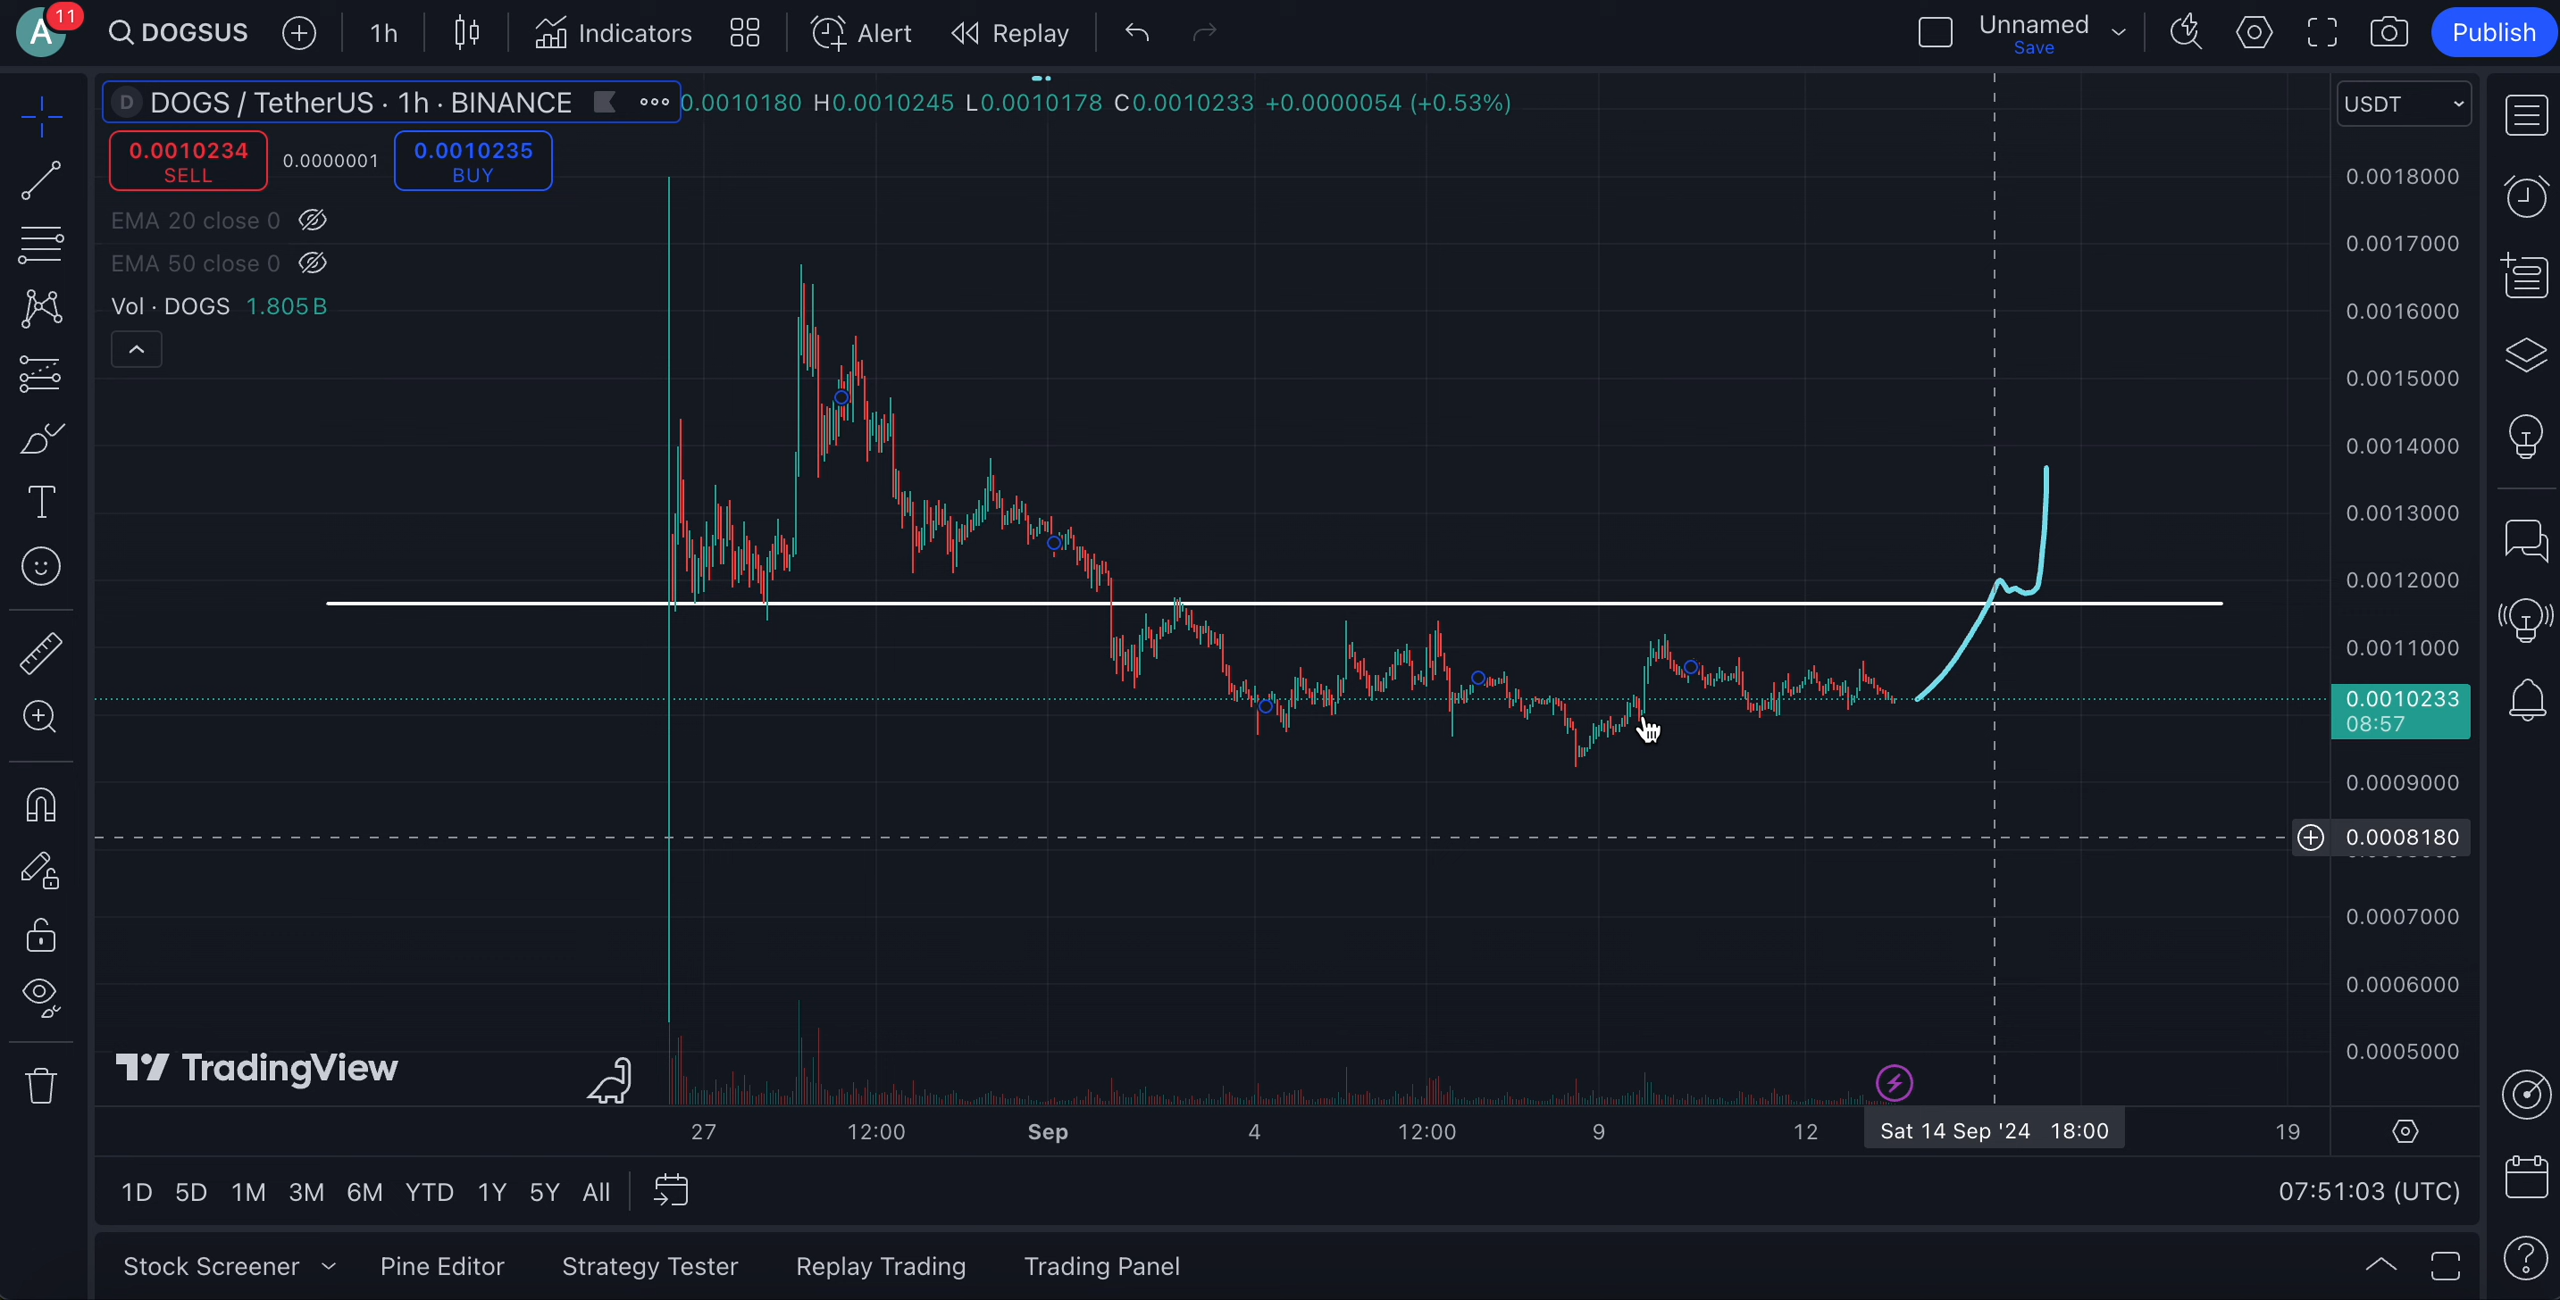 A
11
DOGSUS
1h
Indicators
Alert
Replay
Unnamed
Save
Publish
D DOGS / TetherUS · 1h · BINANCE
0.0010180 H0.0010245 L0.0010178 C0.0010233 +0.0000054 (+0.53%)
USDT
0.0010234
SELL
0.0000001
0.0010235
BUY
EMA 20 close 0
EMA 50 close 0
Vol · DOGS 1.805B
0.0018000
0.0017000
0.0016000
0.0015000
0.0014000
0.0013000
0.0012000
0.0011000
0.0010233
08:57
0.0009000
0.0008180
0.0007000
0.0006000
0.0005000
TradingView
27
12:00
Sep
4
12:00
9
12
Sat 14 Sep '24 18:00
19
1D 5D 1M 3M 6M YTD 1Y 5Y All
07:51:03 (UTC)
Stock Screener
Pine Editor
Strategy Tester
Replay Trading
Trading Panel